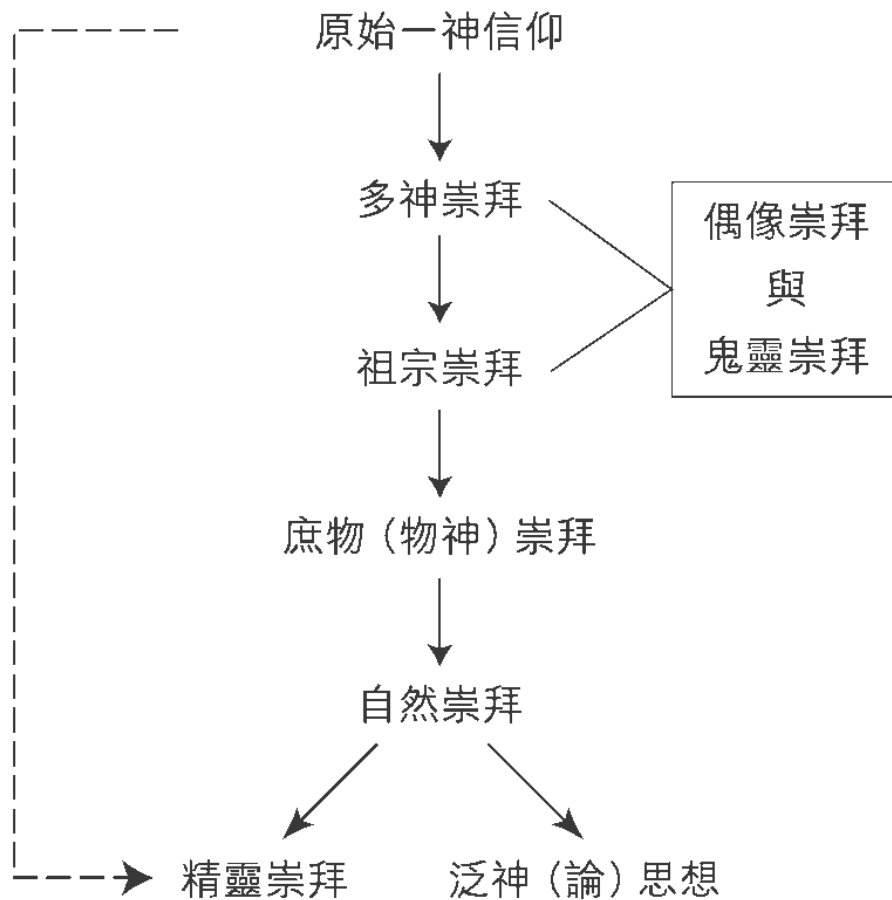 原始一神信仰
多神崇拜
偶像崇拜
與
鬼靈崇拜
祖宗崇拜
庶物（物神）崇拜
自然崇拜
精靈崇拜
泛神（論）思想